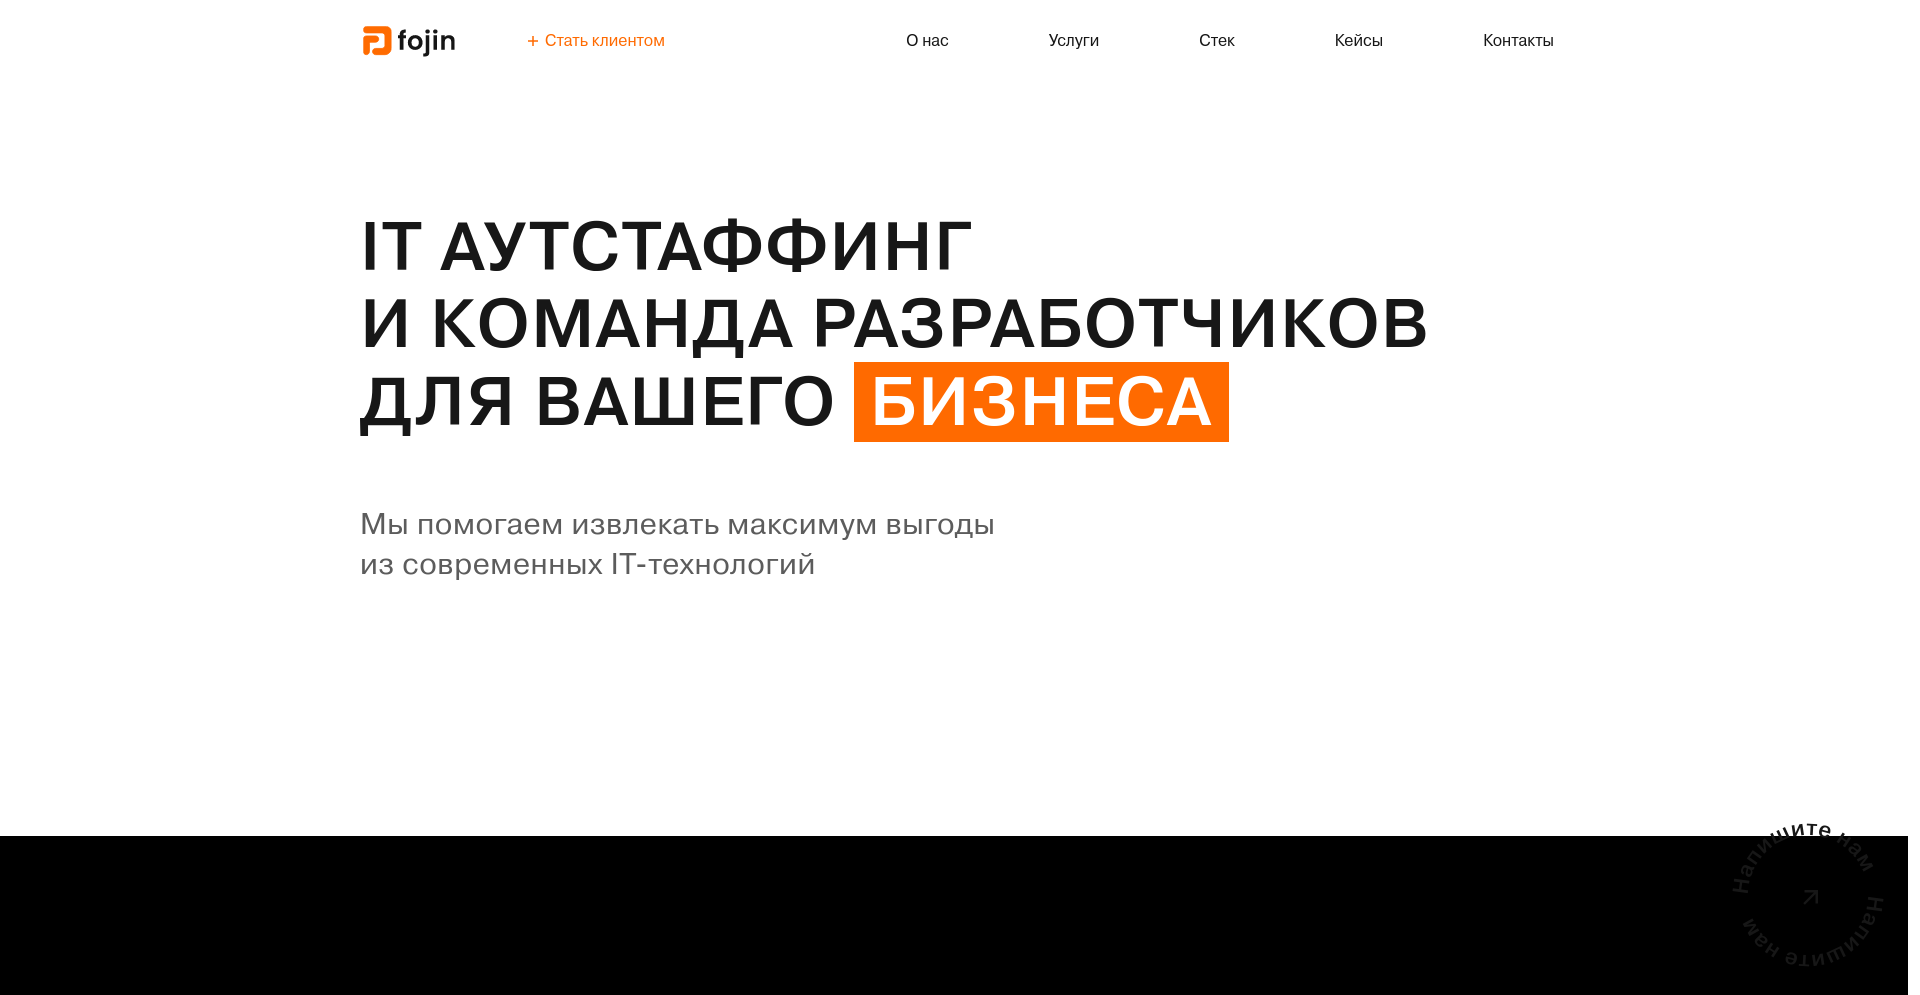 fojin
+ Стать клиентом
О нас
Услуги
Стек
Кейсы
Контакты
IT АУТСТАФФИНГ
И КОМАНДА РАЗРАБОТЧИКОВ
ДЛЯ ВАШЕГО БИЗНЕСА
Мы помогаем извлекать максимум выгоды
из современных IT-технологий
Напишите нам
Напишите нам